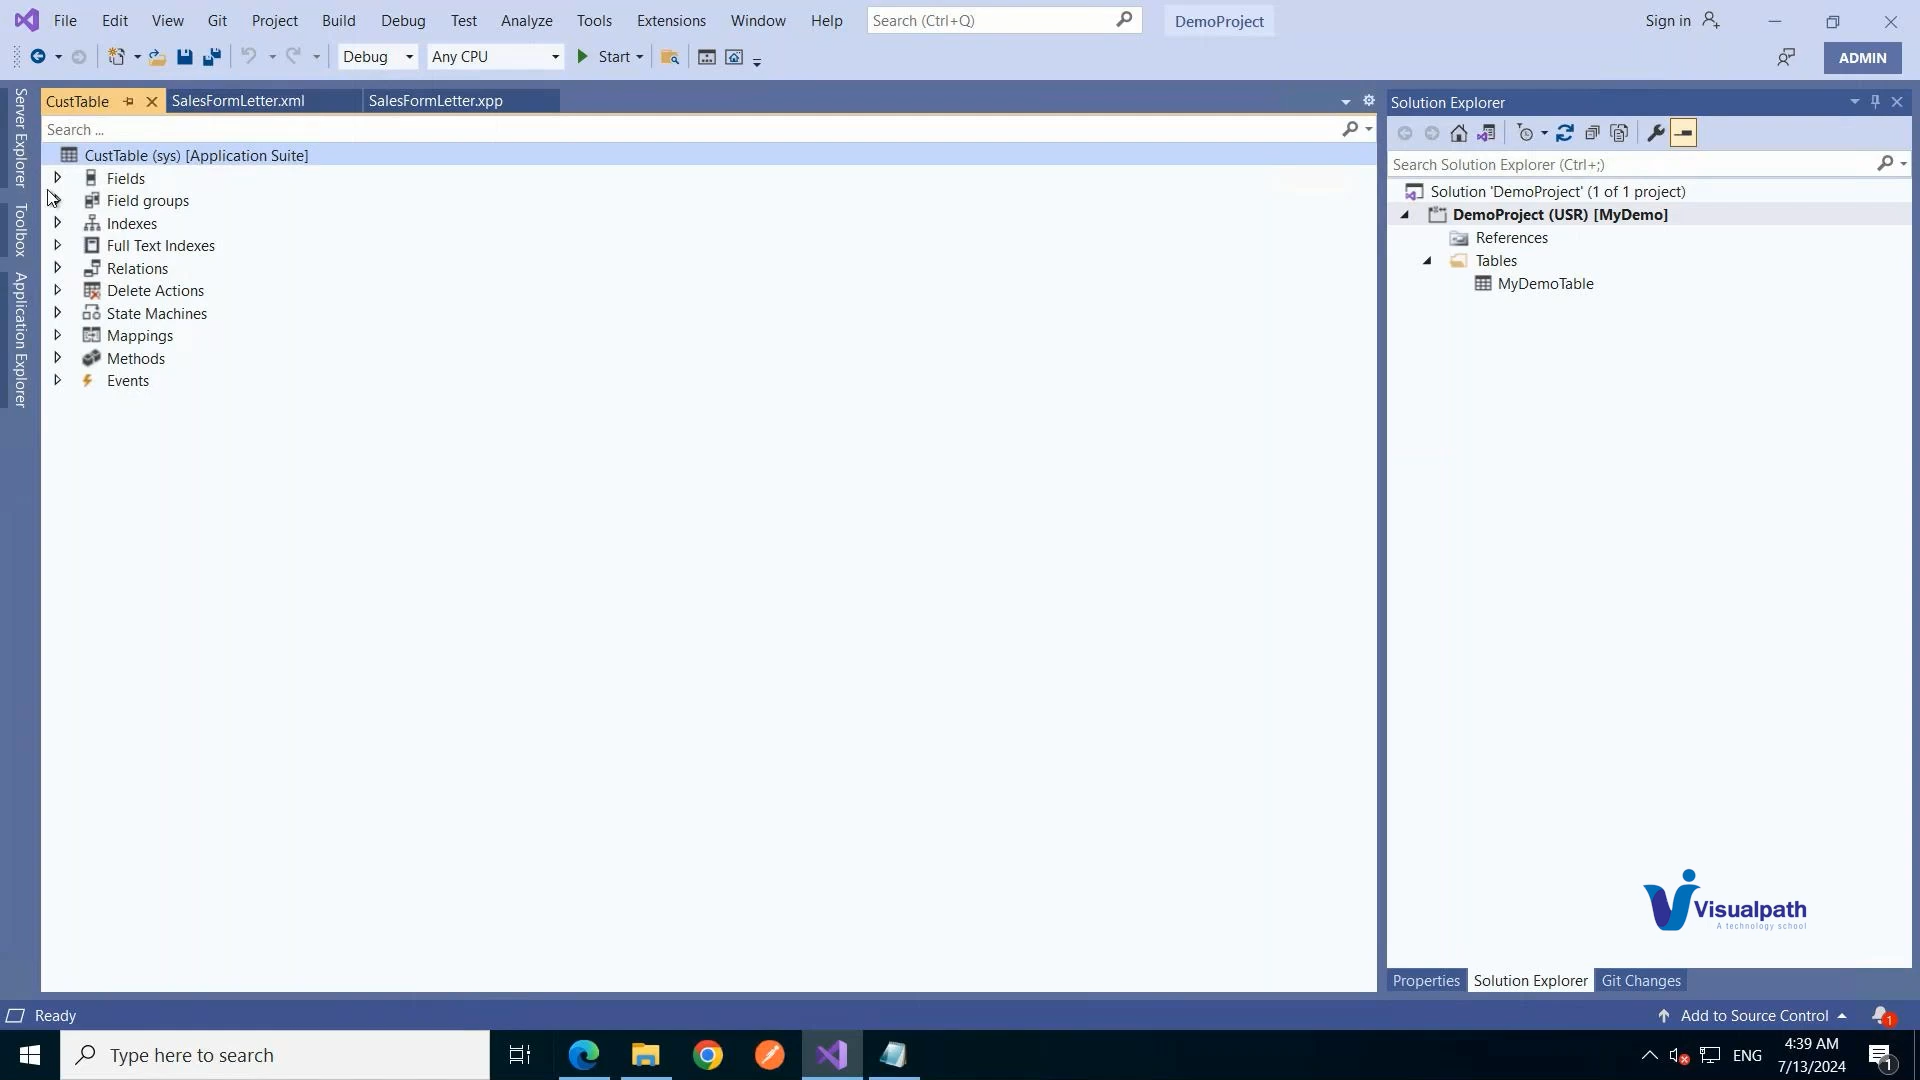 File Edit View Git Project Build Debug Test Analyze Tools Extensions Window Help Search (Ctrl+Q) DemoProject Sign in
Debug Any CPU Start ADMIN
Server Explorer
Toolbox
Application Explorer
CustTable SalesFormLetter.xml SalesFormLetter.xpp
Search ...
CustTable (sys) [Application Suite]
Fields
Field groups
Indexes
Full Text Indexes
Relations
Delete Actions
State Machines
Mappings
Methods
Events
Solution Explorer
Search Solution Explorer (Ctrl+;)
Solution 'DemoProject' (1 of 1 project)
DemoProject (USR) [MyDemo]
References
Tables
MyDemoTable
Visualpath
A technology school
Properties Solution Explorer Git Changes
Ready Add to Source Control 1
Type here to search ENG 4:39 AM
7/13/2024 1